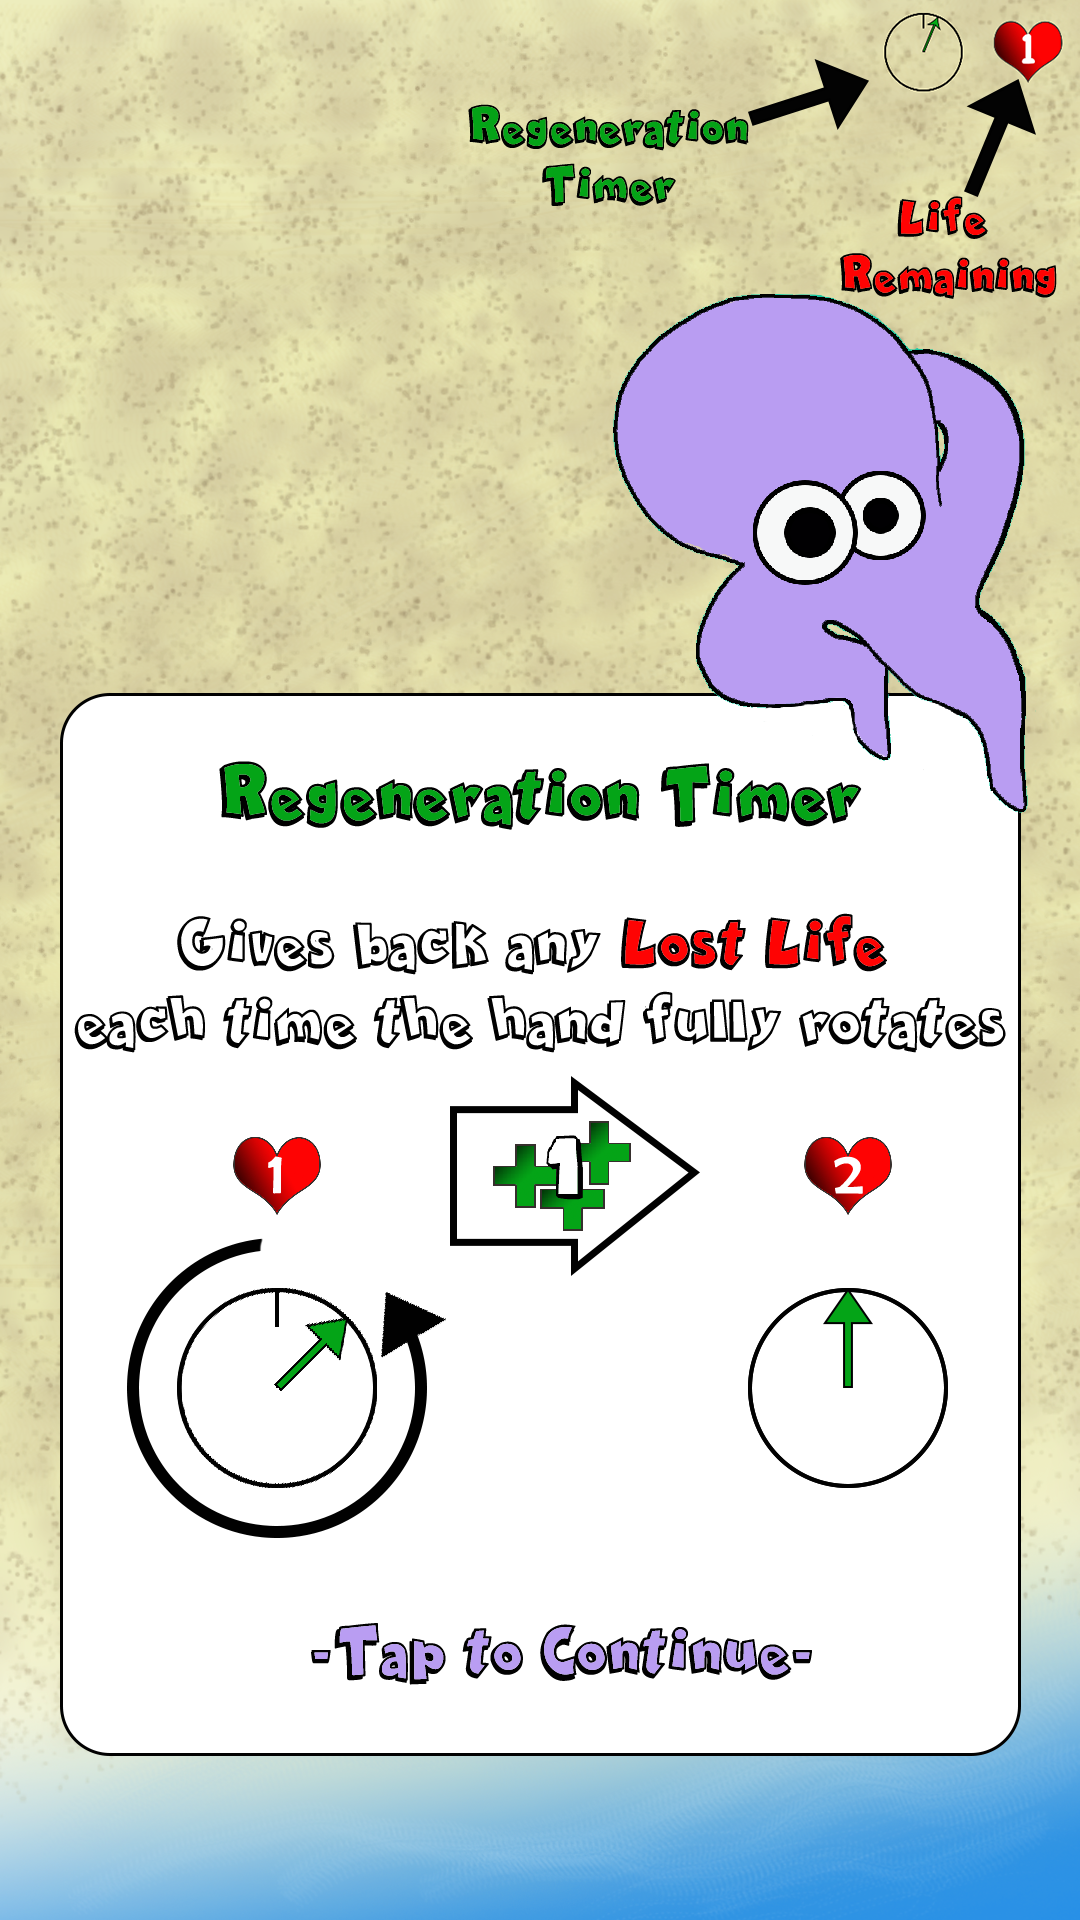 1
Regeneration
Timer
Life
Remaining
Regeneration Timer
Gives back any Lost Life
each time the hand fully rotates
1
1
2
-Tap to Continue-